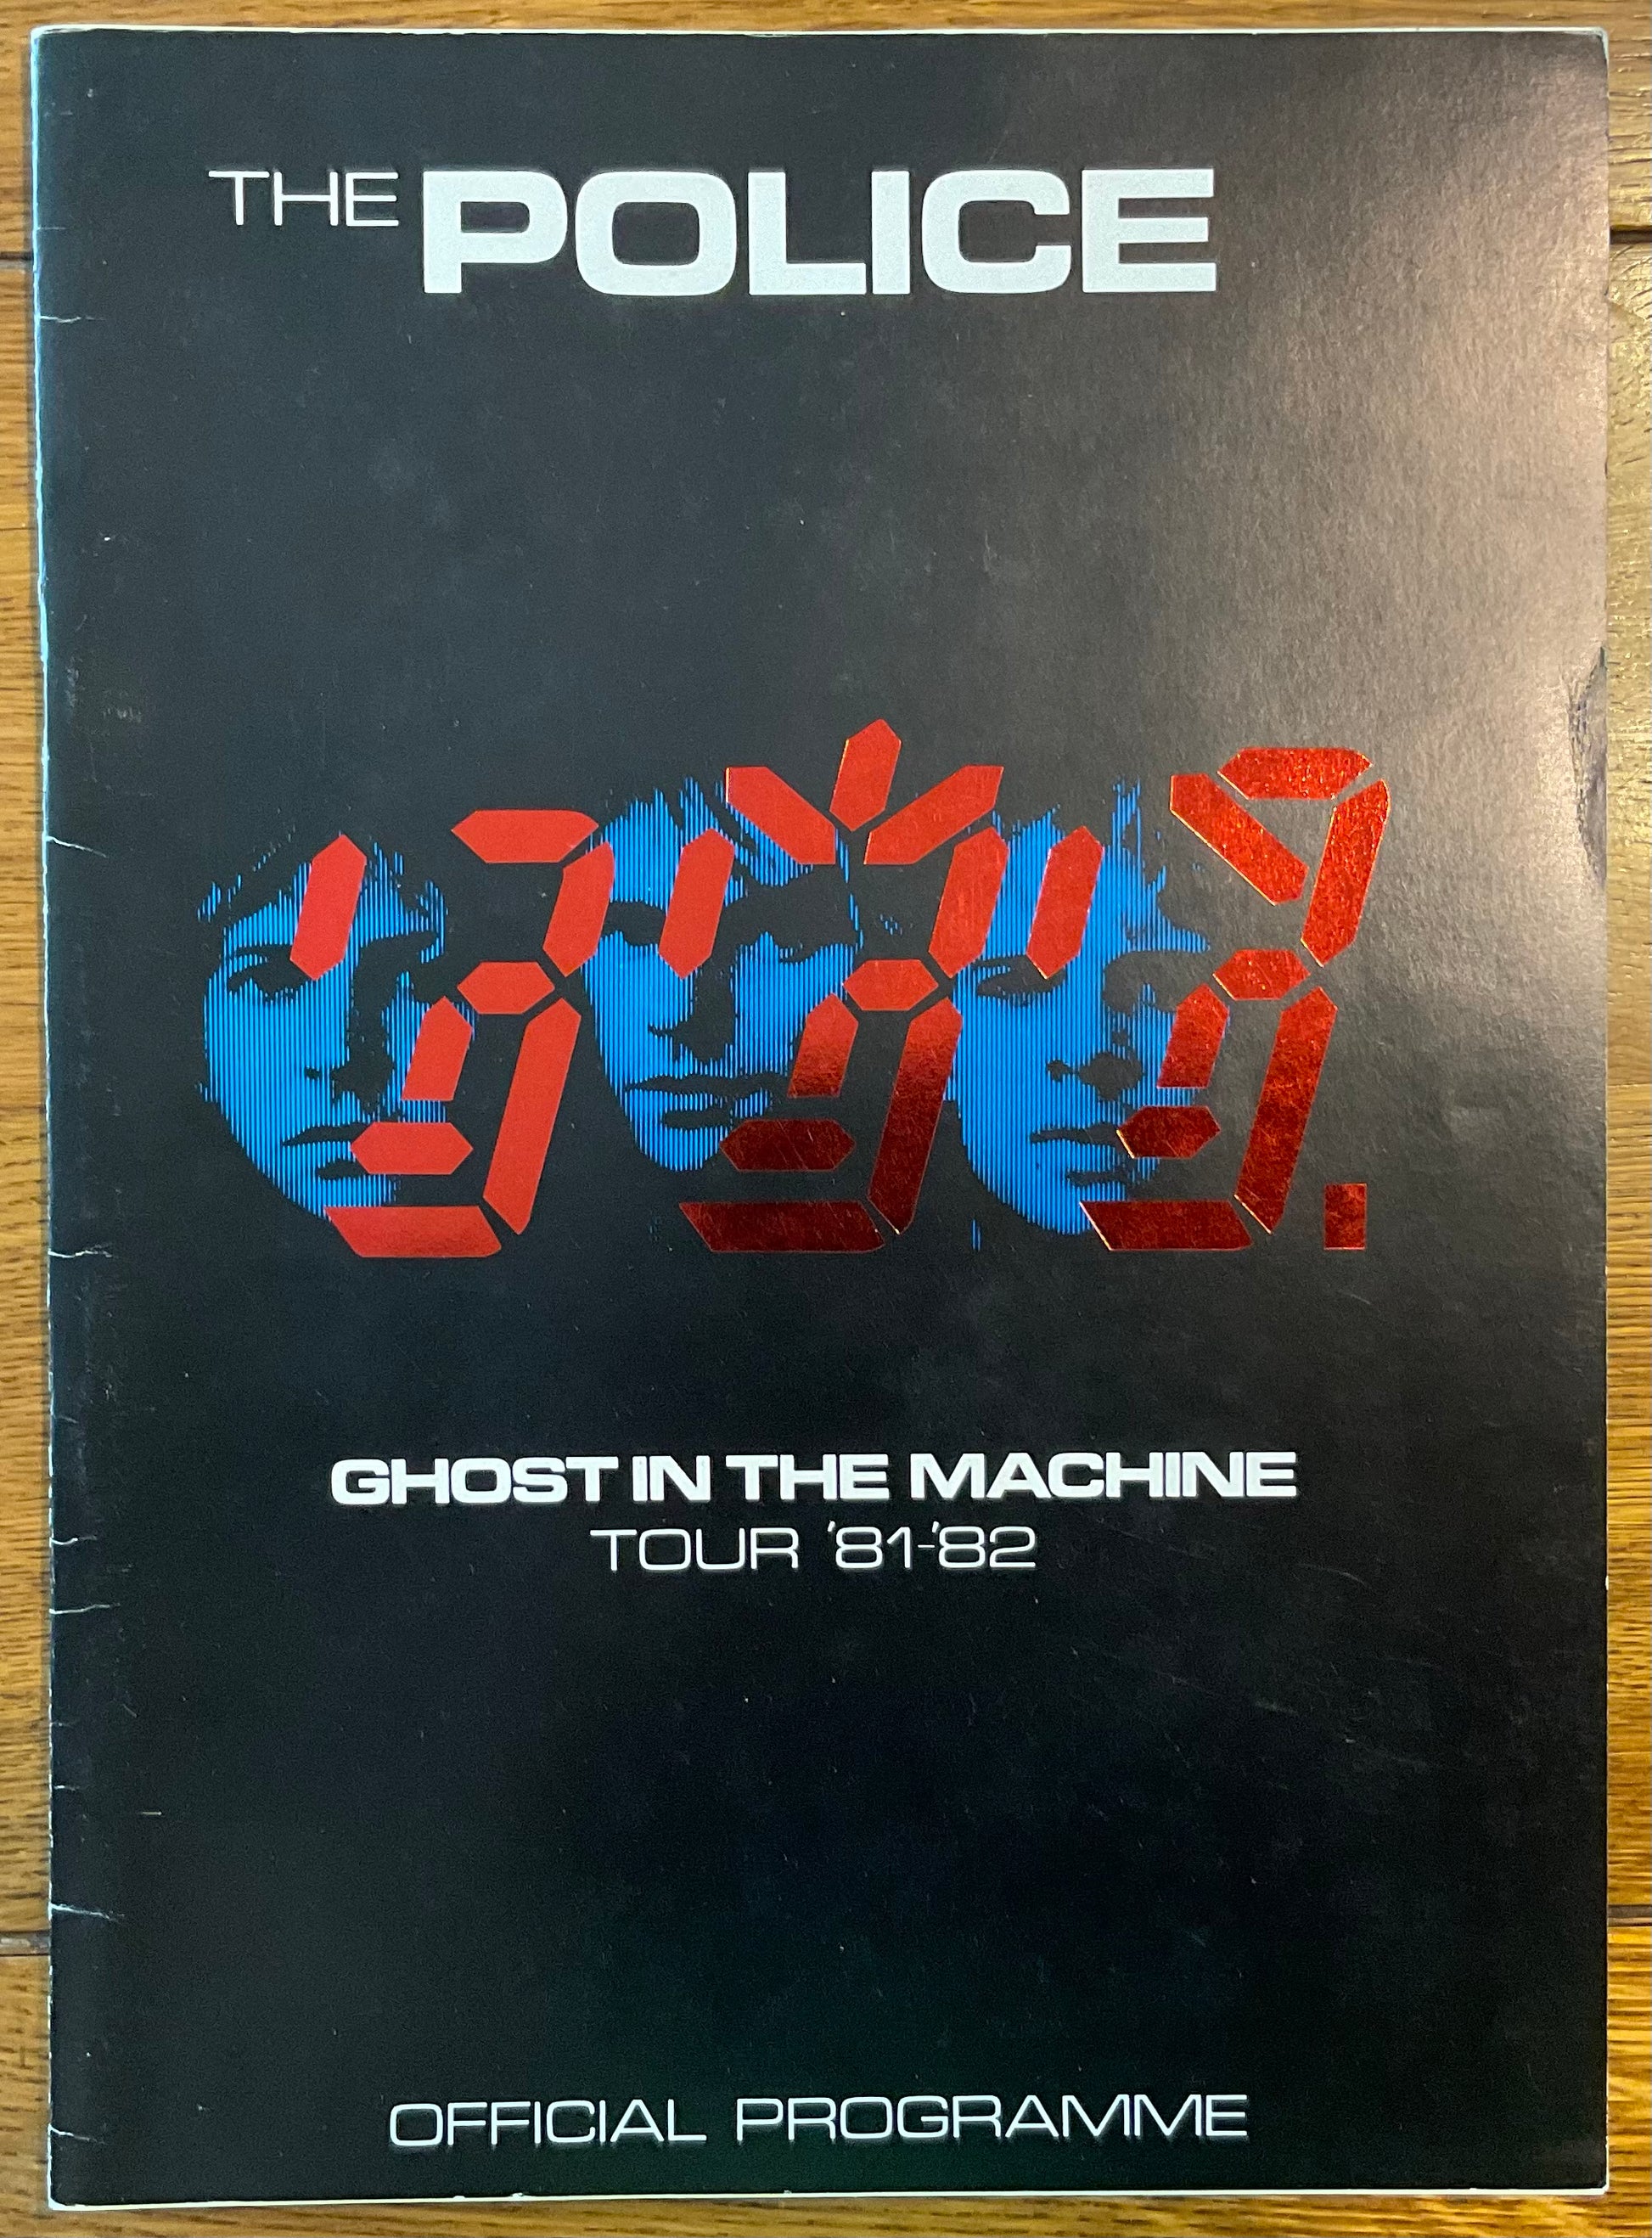 THE POLICE
GHOST IN THE MACHINE
TOUR '81-'82
OFFICIAL PROGRAMME